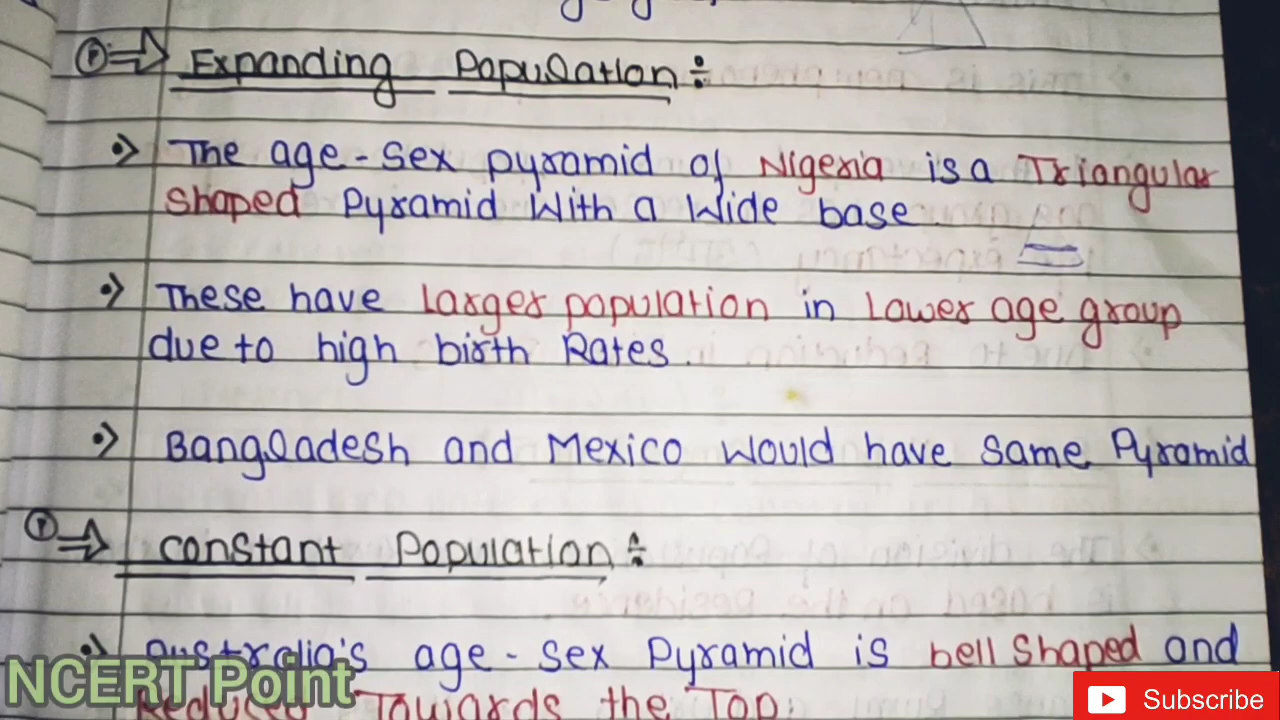 Expanding Population ÷
The age-sex pyramid of Nigeria is a Triangular
shaped Pyramid With a Wide base
These have Larger population in Lower age group
due to high birth Rates.
Bangladesh and Mexico Would have Same Pyramid
constant Population ÷
Australia's age-sex Pyramid is bell shaped and
Reduced Towards the Top.
NCERT Point
Subscribe